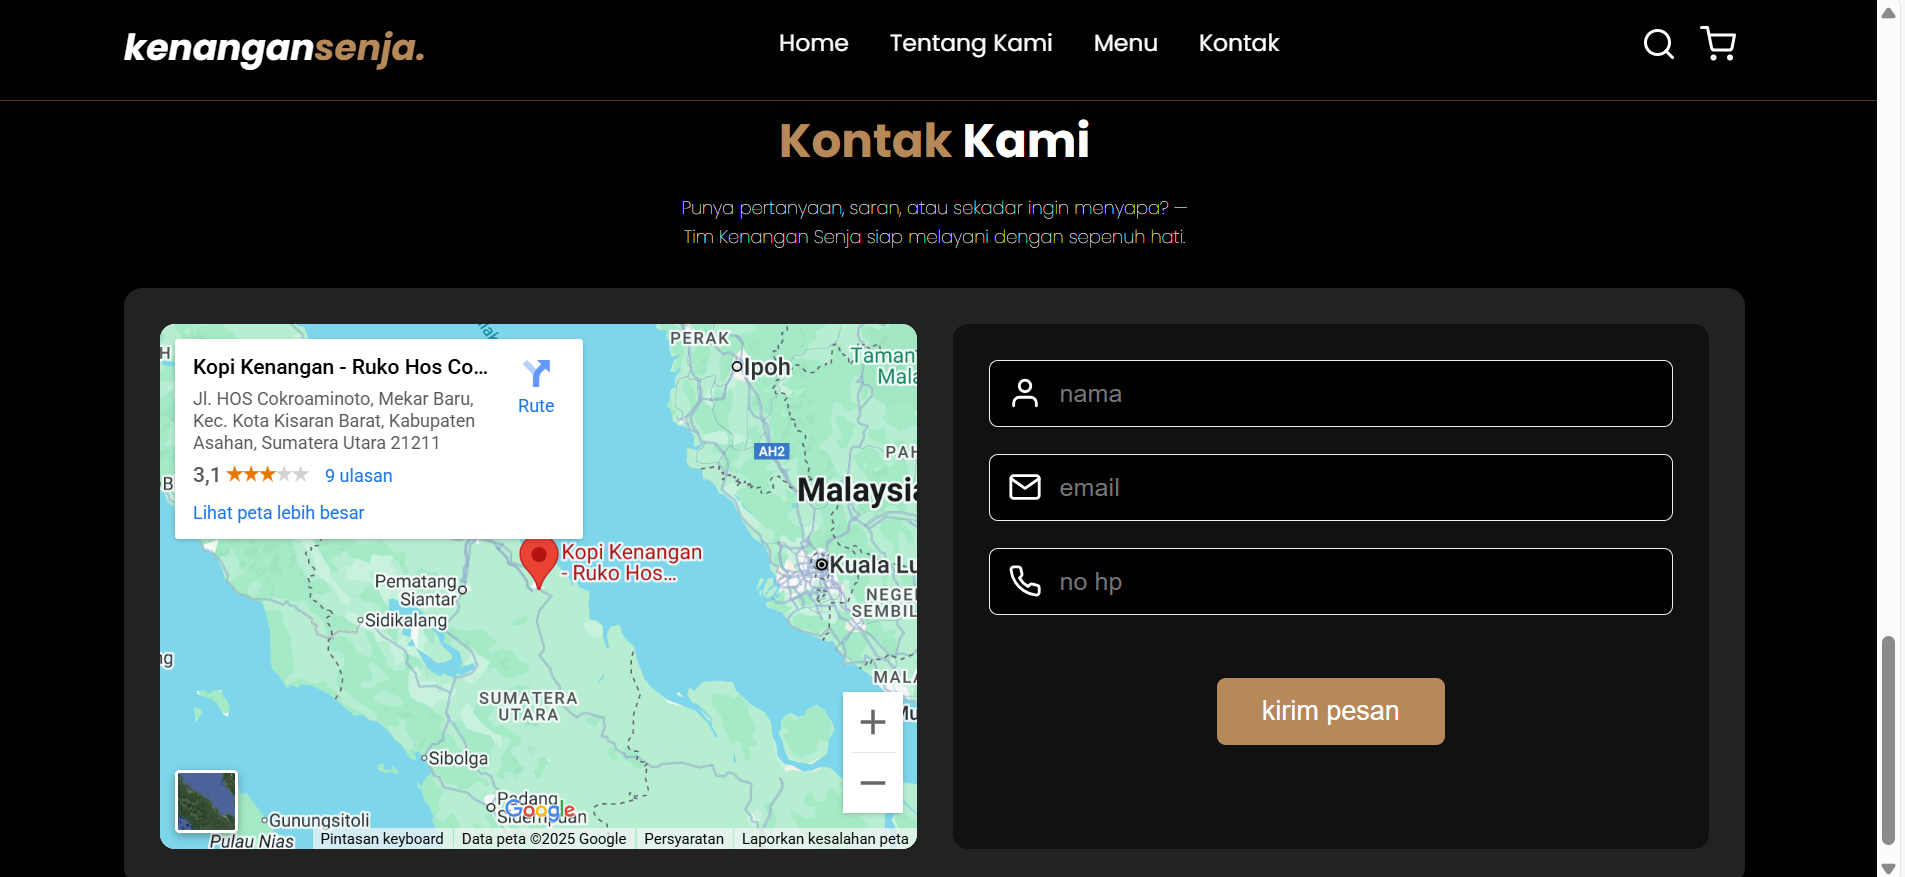 kenangansenja.
Home
Tentang Kami
Menu
Kontak
Kontak Kami
Punya pertanyaan, saran, atau sekadar ingin menyapa? —
Tim Kenangan Senja siap melayani dengan sepenuh hati.
Kopi Kenangan - Ruko Hos Co...
Jl. HOS Cokroaminoto, Mekar Baru,
Kec. Kota Kisaran Barat, Kabupaten
Asahan, Sumatera Utara 21211
3,1
9 ulasan
Lihat peta lebih besar
Rute
PERAK
Ipoh
Taman
Mala
AH2
PAH
Malaysia
Kopi Kenangan
- Ruko Hos...
Kuala Lu
Pematang
Siantar
NEGE
SEMBIL
Sidikalang
MALA
SUMATERA
UTARA
Mu
Sibolga
Padang
Sidempuan
Google
Gunungsitoli
Pulau Nias
Pintasan keyboard
Data peta ©2025 Google
Persyaratan
Laporkan kesalahan peta
nama
email
no hp
kirim pesan